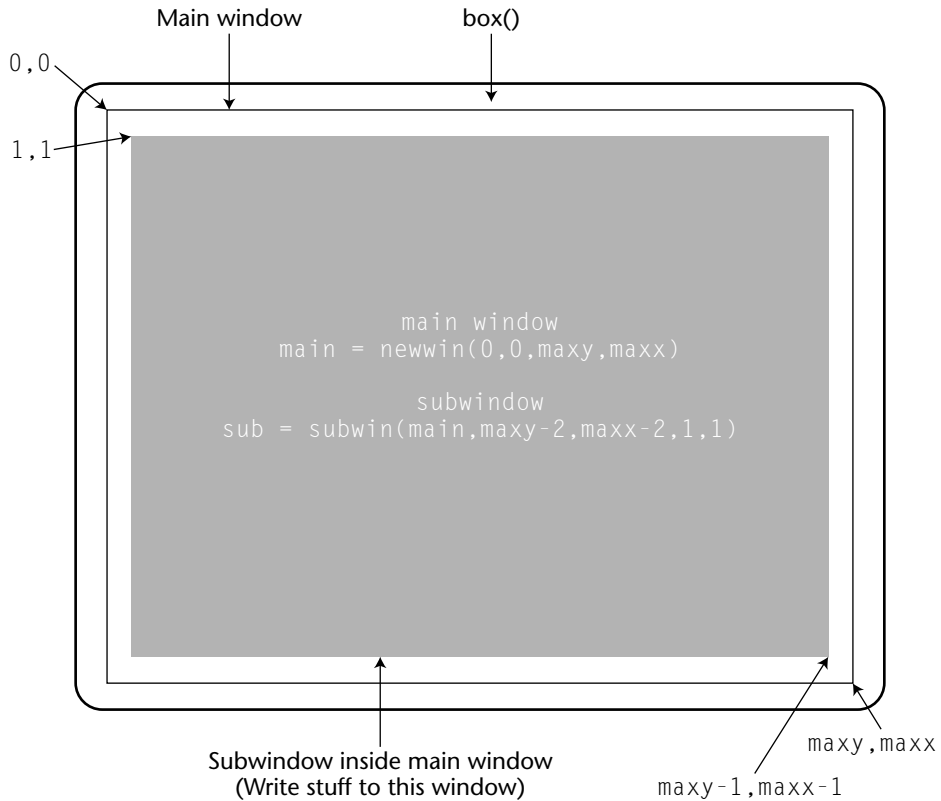 Main window
box()
0,0
1,1
main window
main = newwin(0,0,maxy,maxx)
subwindow
sub = subwin(main,maxy-2,maxx-2,1,1)
maxy,maxx
Subwindow inside main window
(Write stuff to this window)
maxy-1,maxx-1